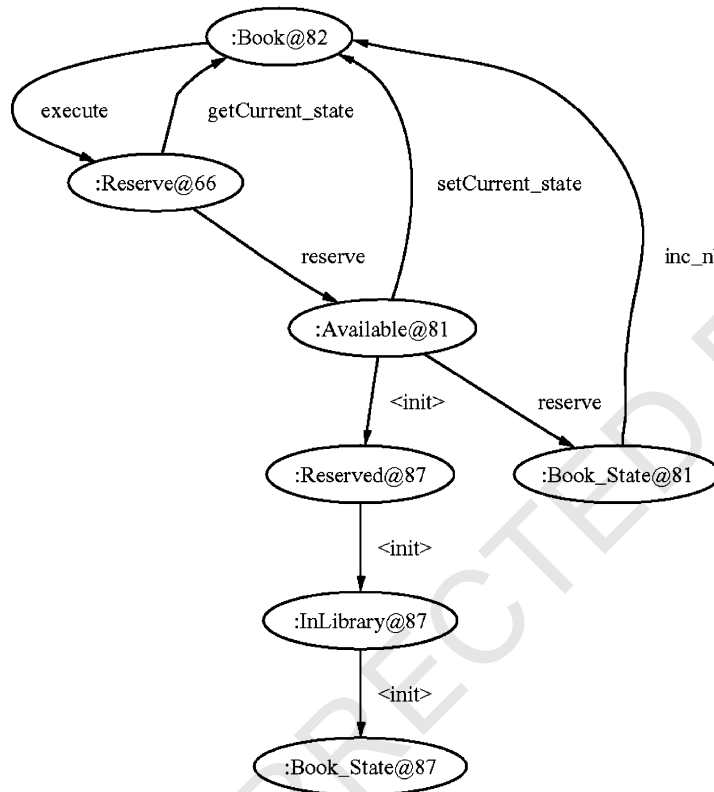 :Book@82
execute
getCurrent_state
:Reserve@66
setCurrent_state
reserve
:Available@81
<init>
reserve
:Reserved@87
:Book_State@81
<init>
:InLibrary@87
<init>
:Book_State@87
RECTED